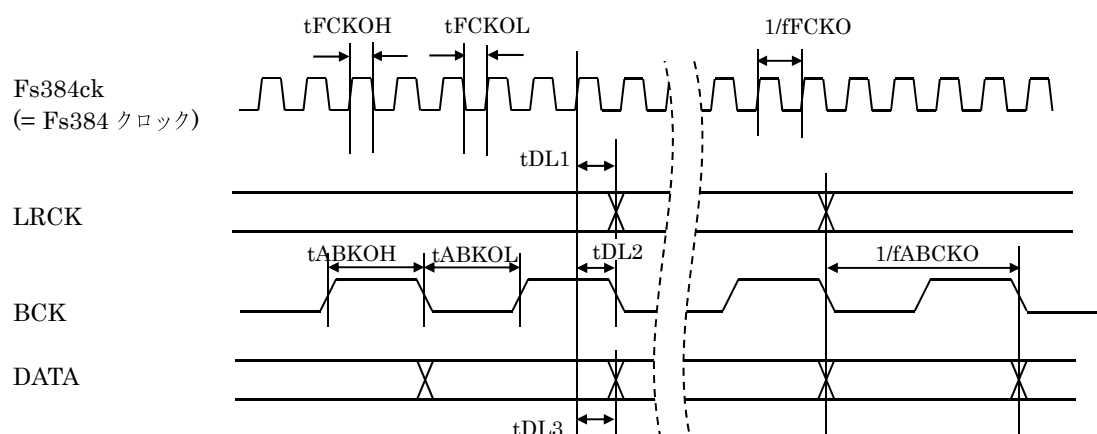 tFCKOH
tFCKOL
1/fFCKO
Fs384ck
(= Fs384 クロック)
tDL1
LRCK
tABKOH
tABKOL
tDL2
1/fABCKO
BCK
DATA
tDL3